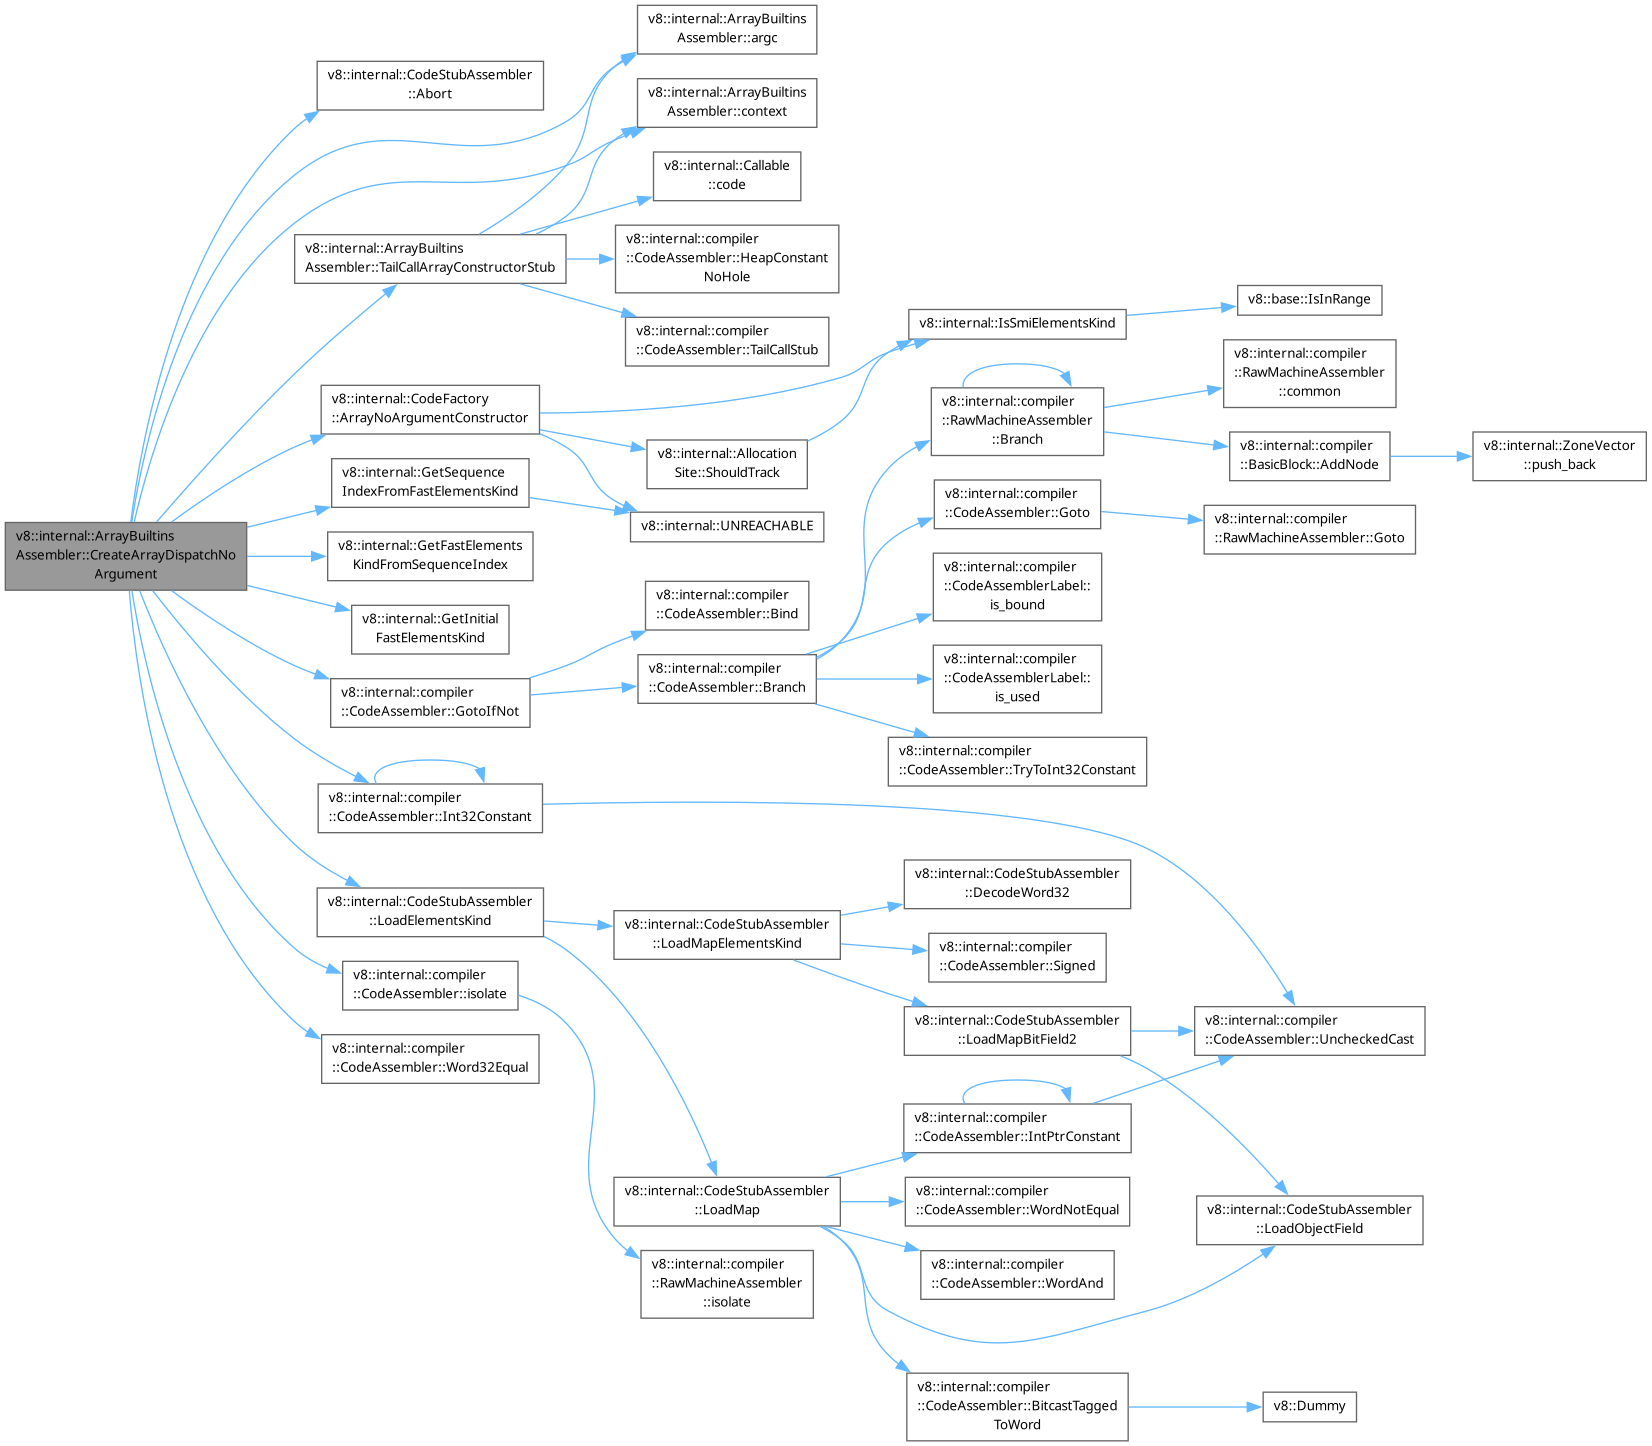 v8::internal::ArrayBuiltins
Assembler::CreateArrayDispatchNo
Argument
v8::internal::CodeStubAssembler
::Abort
v8::internal::ArrayBuiltins
Assembler::argc
v8::internal::ArrayBuiltins
Assembler::context
v8::internal::ArrayBuiltins
Assembler::TailCallArrayConstructorStub
v8::internal::Callable
::code
v8::internal::compiler
::CodeAssembler::HeapConstant
NoHole
v8::internal::compiler
::CodeAssembler::TailCallStub
v8::internal::CodeFactory
::ArrayNoArgumentConstructor
v8::internal::IsSmiElementsKind
v8::base::IsInRange
v8::internal::Allocation
Site::ShouldTrack
v8::internal::UNREACHABLE
v8::internal::GetSequence
IndexFromFastElementsKind
v8::internal::GetFastElements
KindFromSequenceIndex
v8::internal::GetInitial
FastElementsKind
v8::internal::compiler
::CodeAssembler::GotoIfNot
v8::internal::compiler
::CodeAssembler::Bind
v8::internal::compiler
::CodeAssembler::Branch
v8::internal::compiler
::RawMachineAssembler
::Branch
v8::internal::compiler
::RawMachineAssembler
::common
v8::internal::compiler
::BasicBlock::AddNode
v8::internal::ZoneVector
::push_back
v8::internal::compiler
::CodeAssembler::Goto
v8::internal::compiler
::RawMachineAssembler::Goto
v8::internal::compiler
::CodeAssemblerLabel::
is_bound
v8::internal::compiler
::CodeAssemblerLabel::
is_used
v8::internal::compiler
::CodeAssembler::TryToInt32Constant
v8::internal::compiler
::CodeAssembler::Int32Constant
v8::internal::CodeStubAssembler
::LoadElementsKind
v8::internal::CodeStubAssembler
::LoadMapElementsKind
v8::internal::CodeStubAssembler
::DecodeWord32
v8::internal::compiler
::CodeAssembler::Signed
v8::internal::CodeStubAssembler
::LoadMapBitField2
v8::internal::compiler
::CodeAssembler::UncheckedCast
v8::internal::compiler
::CodeAssembler::isolate
v8::internal::compiler
::CodeAssembler::Word32Equal
v8::internal::compiler
::CodeAssembler::IntPtrConstant
v8::internal::CodeStubAssembler
::LoadMap
v8::internal::compiler
::CodeAssembler::WordNotEqual
v8::internal::CodeStubAssembler
::LoadObjectField
v8::internal::compiler
::CodeAssembler::WordAnd
v8::internal::compiler
::RawMachineAssembler
::isolate
v8::internal::compiler
::CodeAssembler::BitcastTagged
ToWord
v8::Dummy